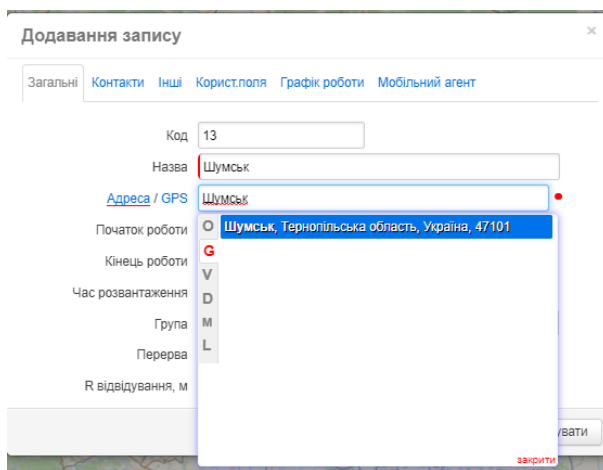 Додавання запису ×
Загальні Контакти Інші Корист.поля Графік роботи Мобільний агент
Код 13
Назва Шумськ
Адреса / GPS Шумськ
Початок роботи
Кінець роботи
Час розвантаження
Група
Перерва
R відвідування, м
O Шумськ, Тернопільська область, Україна, 47101
G
V
D
M
L
закрити